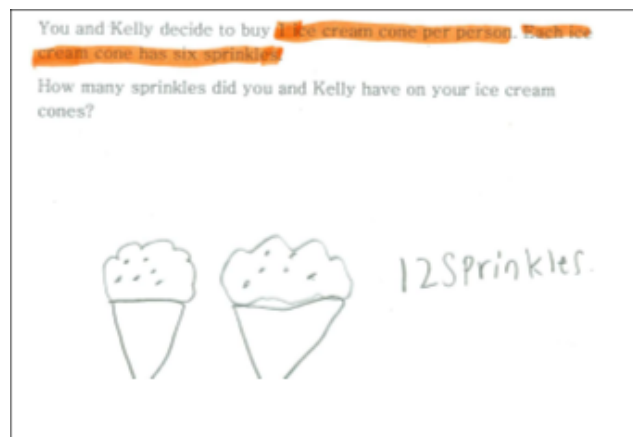 You and Kelly decide to buy 1 ice cream cone per person. Each ice
cream cone has six sprinkles.
How many sprinkles did you and Kelly have on your ice cream
cones?
12 Sprinkles.